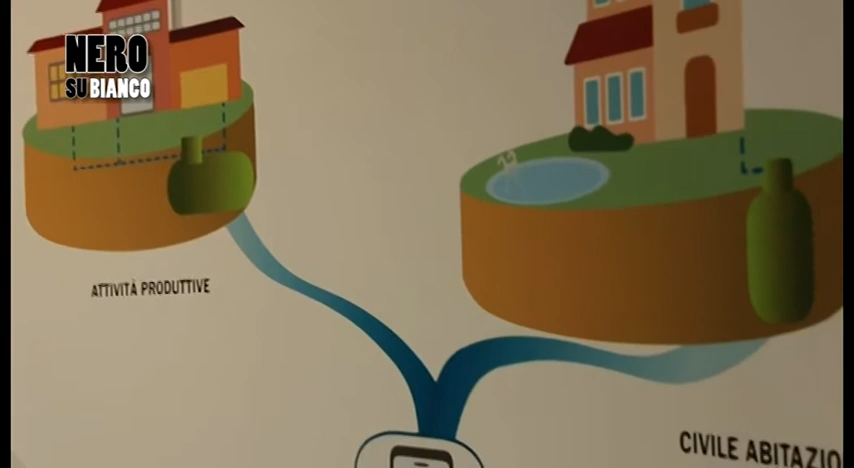 NERO
SU BIANCO
ATTIVITÀ PRODUTTIVE
CIVILE ABITAZIO